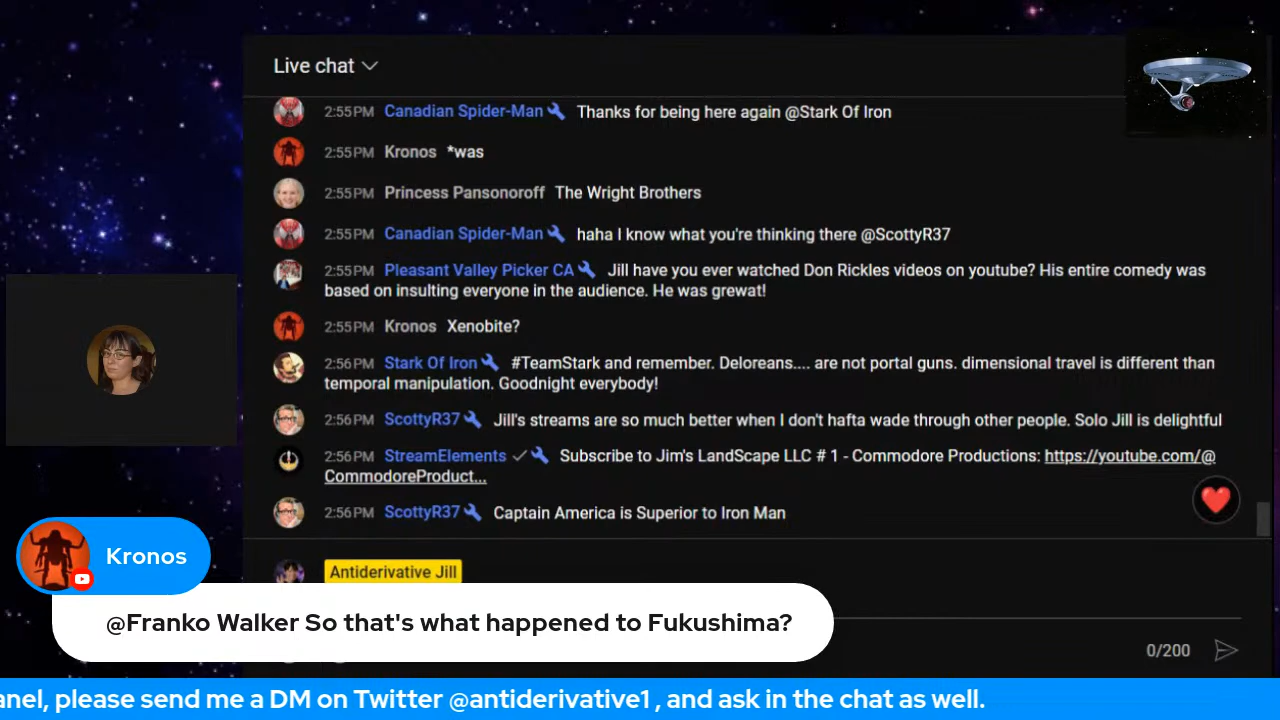 Live chat
2:55PM Canadian Spider-Man Thanks for being here again @Stark Of Iron
2:55PM Kronos *was
2:55PM Princess Pansonoroff The Wright Brothers
2:55PM Canadian Spider-Man haha I know what you're thinking there @ScottyR37
2:55PM Pleasant Valley Picker CA Jill have you ever watched Don Rickles videos on youtube? His entire comedy was
based on insulting everyone in the audience. He was grewat!
2:55PM Kronos Xenobite?
2:56PM Stark Of Iron #TeamStark and remember. Deloreans.... are not portal guns. dimensional travel is different than
temporal manipulation. Goodnight everybody!
2:56PM ScottyR37 Jill's streams are so much better when I don't hafta wade through other people. Solo Jill is delightful
2:56PM StreamElements Subscribe to Jim's LandScape LLC # 1 - Commodore Productions: https://youtube.com/@
CommodoreProduct...
2:56PM ScottyR37 Captain America is Superior to Iron Man
Antiderivative Jill
Kronos
@Franko Walker So that's what happened to Fukushima?
0/200
anel, please send me a DM on Twitter @antiderivative1 , and ask in the chat as well.